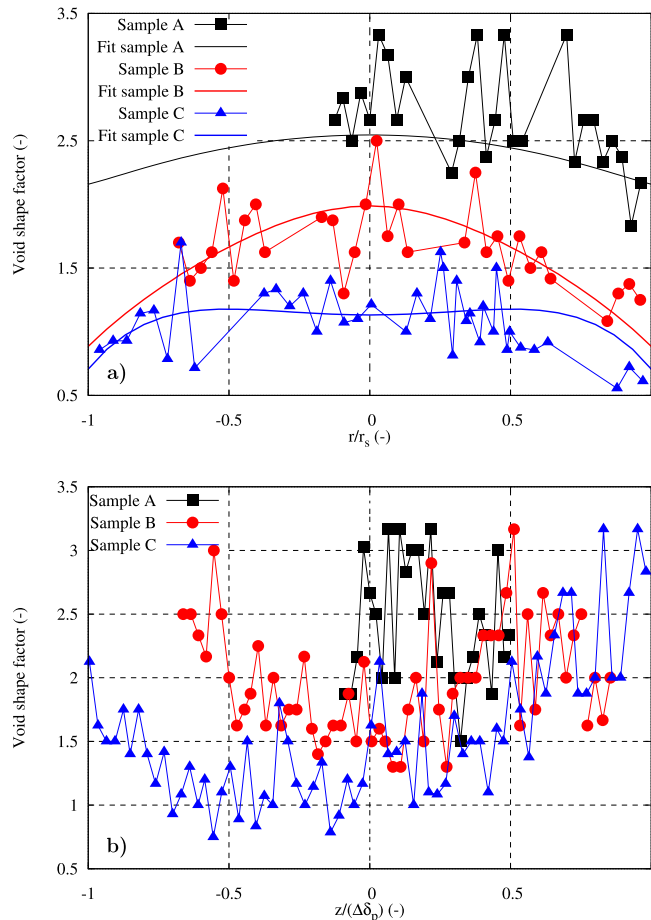 3.5
2.5
1.5
0.5
Void shape factor (-)
Sample A
Fit sample A
Sample B
Fit sample B
Sample C
Fit sample C
a)
-1
-0.5
0
0.5
r/rₛ (-)
3.5
3
2.5
2
1.5
1
0.5
Void shape factor (-)
Sample A
Sample B
Sample C
b)
-1
-0.5
0
0.5
z/(Δδₚ) (-)